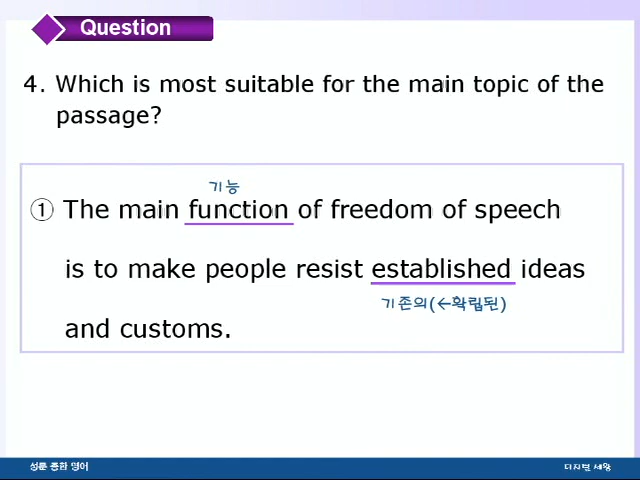 Question
4. Which is most suitable for the main topic of the
passage?
기능
① The main function of freedom of speech
is to make people resist established ideas
기존의(←확립된)
and customs.
성문 종합 영어
디지털 세왕